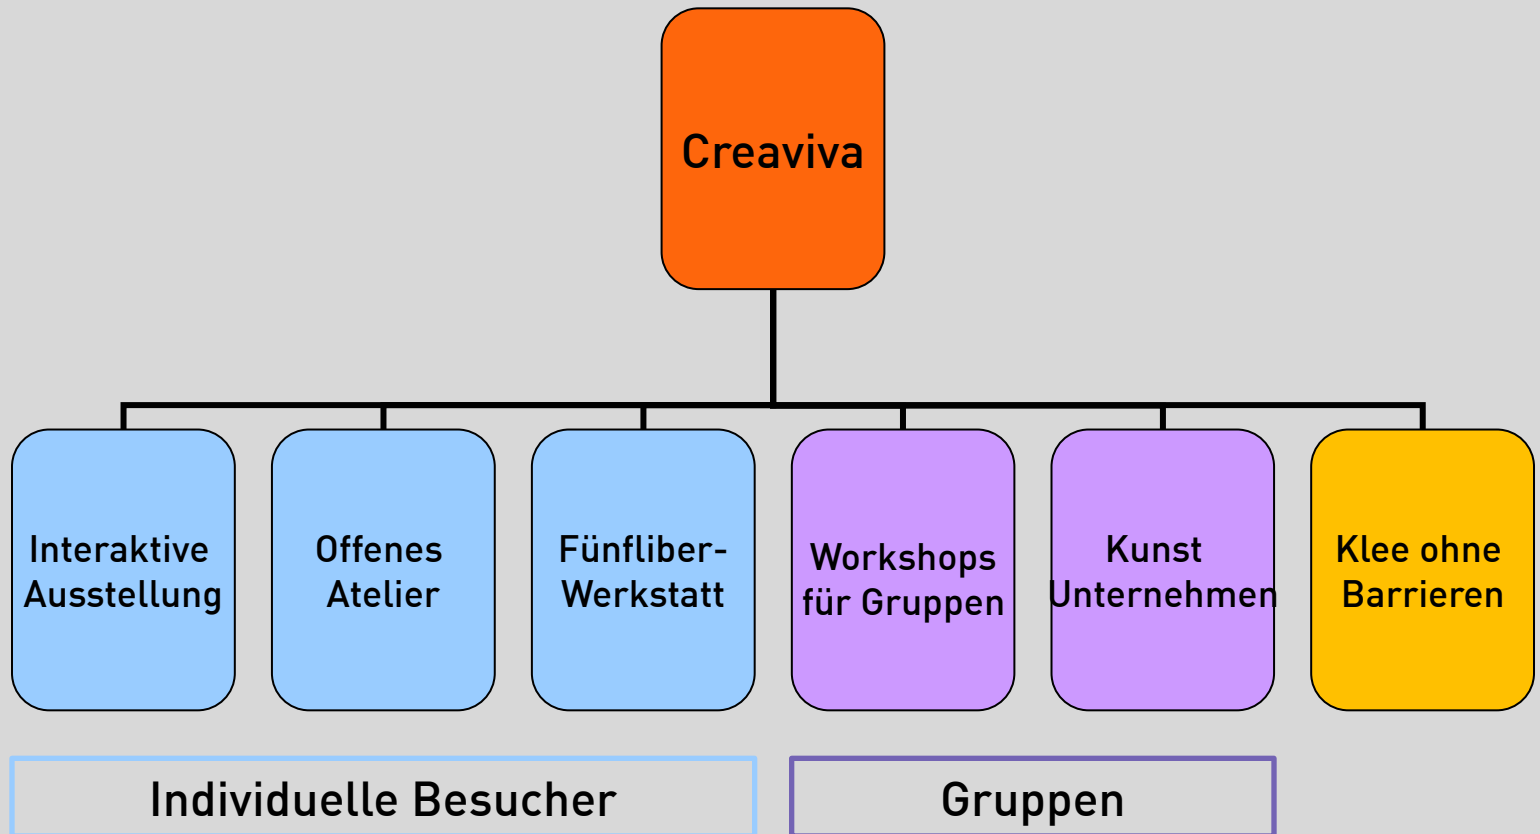 Creaviva
Interaktive
Ausstellung
Offenes
Atelier
Fünfliber-
Werkstatt
Workshops
für Gruppen
Kunst
Unternehmen
Klee ohne
Barrieren
Individuelle Besucher
Gruppen